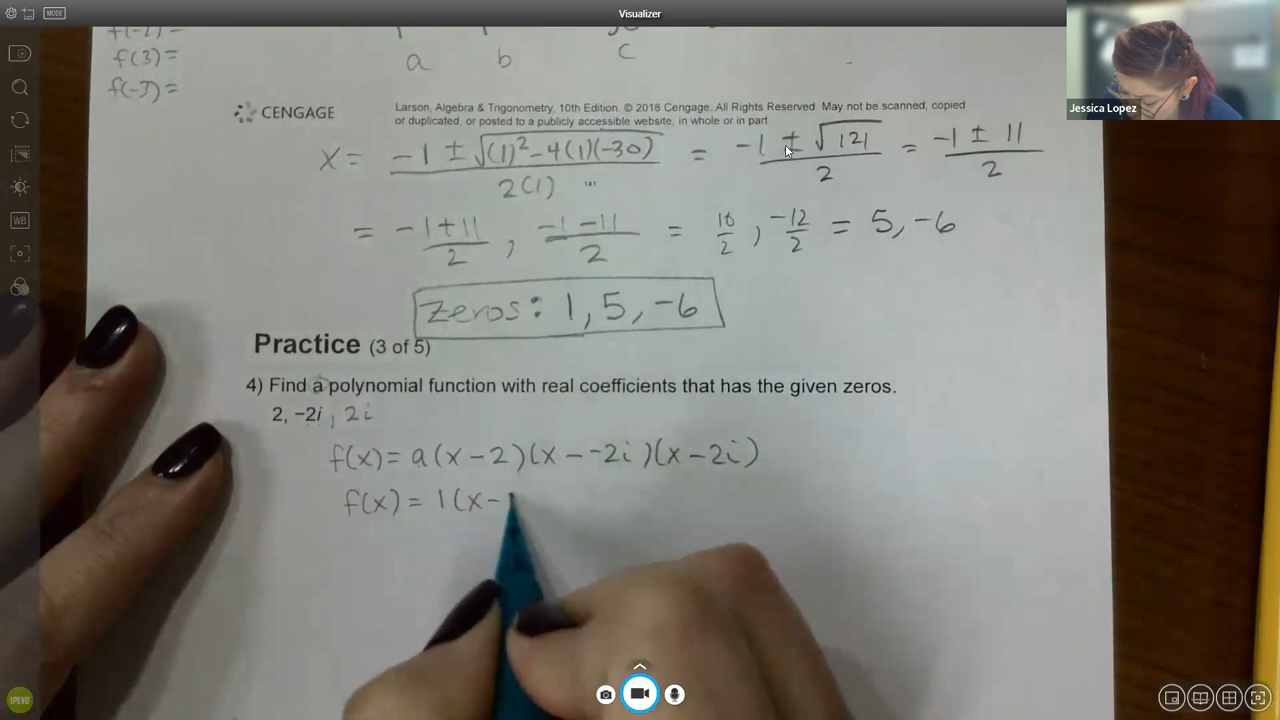 MODE
Visualizer
f(3)=
f(-3)=
a b c
Jessica Lopez
CENGAGE
Larson, Algebra & Trigonometry, 10th Edition. © 2018 Cengage. All Rights Reserved. May not be scanned, copied
or duplicated, or posted to a publicly accessible website, in whole or in part
x = (-1 ± √((1)²-4(1)(-30)))/2(1) = (-1 ± √121)/2 = (-1 ± 11)/2
= (-1+11)/2, (-1-11)/2 = 10/2, -12/2 = 5, -6
zeros: 1, 5, -6
Practice (3 of 5)
4) Find a polynomial function with real coefficients that has the given zeros.
2, −2i, 2i
f(x) = a(x-2)(x--2i)(x-2i)
f(x) = 1(x-
WB
IPEVO